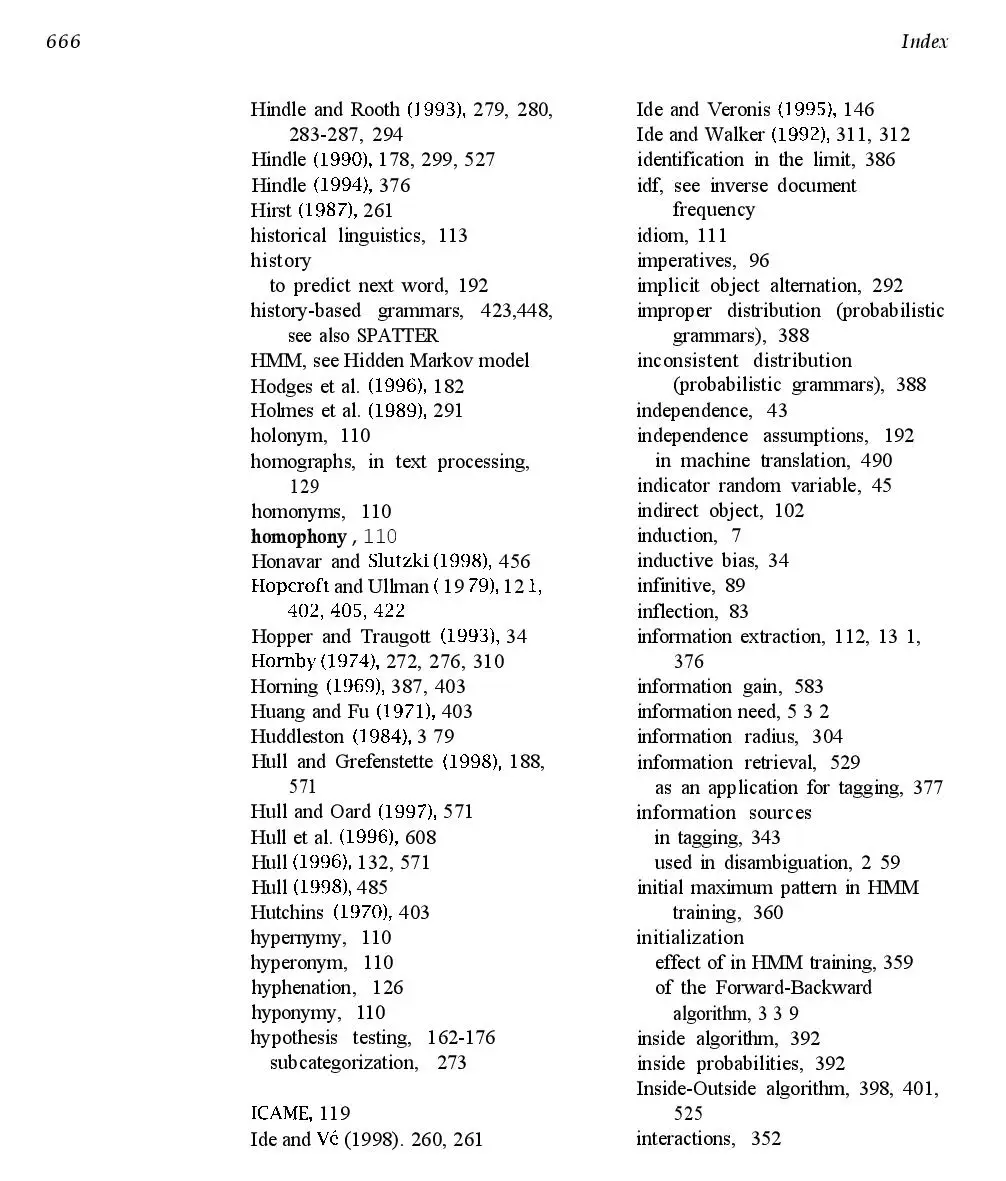 666
Index
Hindle and Rooth (1993), 279, 280,
283-287, 294
Hindle (1990), 178, 299, 527
Hindle (1994), 376
Hirst (1987), 261
historical linguistics, 113
history
to predict next word, 192
history-based grammars, 423,448,
see also SPATTER
HMM, see Hidden Markov model
Hodges et al. (1996), 182
Holmes et al. (1989), 291
holonym, 110
homographs, in text processing,
129
homonyms, 110
homophony , 110
Honavar and Slutzki (1998), 456
Hopcroft and Ullman ( 19 79), 12 1,
402, 405, 422
Hopper and Traugott (1993), 34
Hornby (1974), 272, 276, 310
Horning (1969), 387, 403
Huang and Fu (1971), 403
Huddleston (1984), 3 79
Hull and Grefenstette (1998), 188,
571
Hull and Oard (1997), 571
Hull et al. (1996), 608
Hull (1996), 132, 571
Hull (1998), 485
Hutchins (1970), 403
hypernymy, 110
hyperonym, 110
hyphenation, 126
hyponymy, 110
hypothesis testing, 162-176
subcategorization, 273
ICAME, 119
Ide and Vé (1998). 260, 261
Ide and Veronis (1995), 146
Ide and Walker (1992), 311, 312
identification in the limit, 386
idf, see inverse document
frequency
idiom, 111
imperatives, 96
implicit object alternation, 292
improper distribution (probabilistic
grammars), 388
inconsistent distribution
(probabilistic grammars), 388
independence, 43
independence assumptions, 192
in machine translation, 490
indicator random variable, 45
indirect object, 102
induction, 7
inductive bias, 34
infinitive, 89
inflection, 83
information extraction, 112, 13 1,
376
information gain, 583
information need, 5 3 2
information radius, 304
information retrieval, 529
as an application for tagging, 377
information sources
in tagging, 343
used in disambiguation, 2 59
initial maximum pattern in HMM
training, 360
initialization
effect of in HMM training, 359
of the Forward-Backward
algorithm, 3 3 9
inside algorithm, 392
inside probabilities, 392
Inside-Outside algorithm, 398, 401,
525
interactions, 352